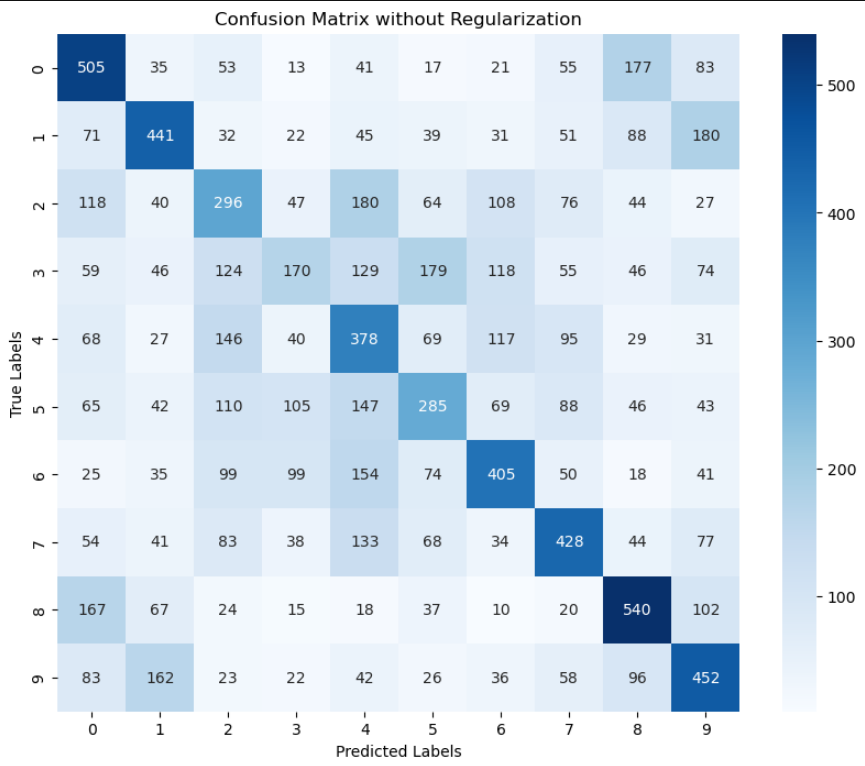 Confusion Matrix without Regularization
0 505 35 53 13 41 17 21 55 177 83
1 71 441 32 22 45 39 31 51 88 180
2 118 40 296 47 180 64 108 76 44 27
3 59 46 124 170 129 179 118 55 46 74
4 68 27 146 40 378 69 117 95 29 31
5 65 42 110 105 147 285 69 88 46 43
6 25 35 99 99 154 74 405 50 18 41
7 54 41 83 38 133 68 34 428 44 77
8 167 67 24 15 18 37 10 20 540 102
9 83 162 23 22 42 26 36 58 96 452
0 1 2 3 4 5 6 7 8 9
Predicted Labels
True Labels
500
400
300
200
100